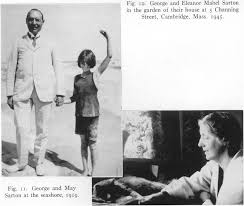 Fig. 12: George and Eleanor Mabel Sarton
in the garden of their house at 5 Channing
Street, Cambridge, Mass. 1945.
Fig. 11. George and May
Sarton at the seashore, 1919.